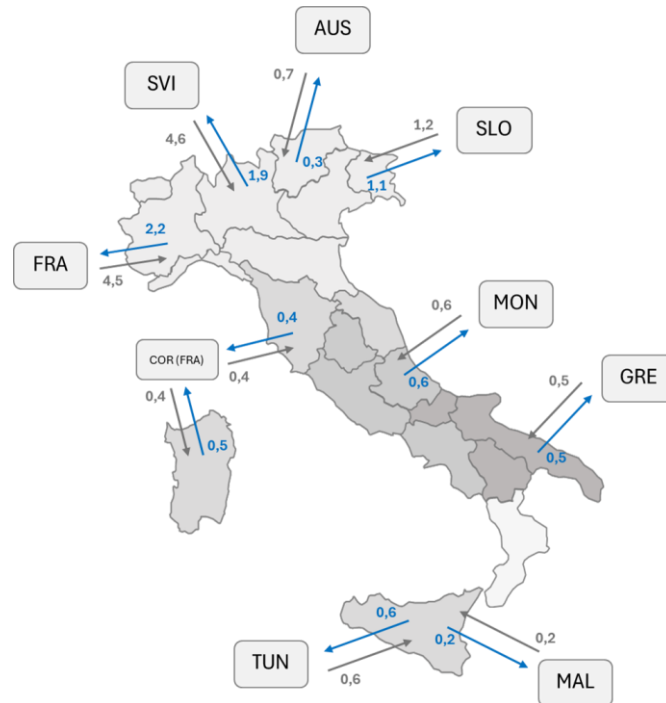 AUS
SVI
0,7
4,6
1,2
SLO
0,3
1,9
1,1
2,2
FRA
4,5
0,6
MON
0,4
COR (FRA)
0,4
0,6
0,5
GRE
0,4
0,5
0,5
0,6
0,2
0,2
TUN
0,6
MAL